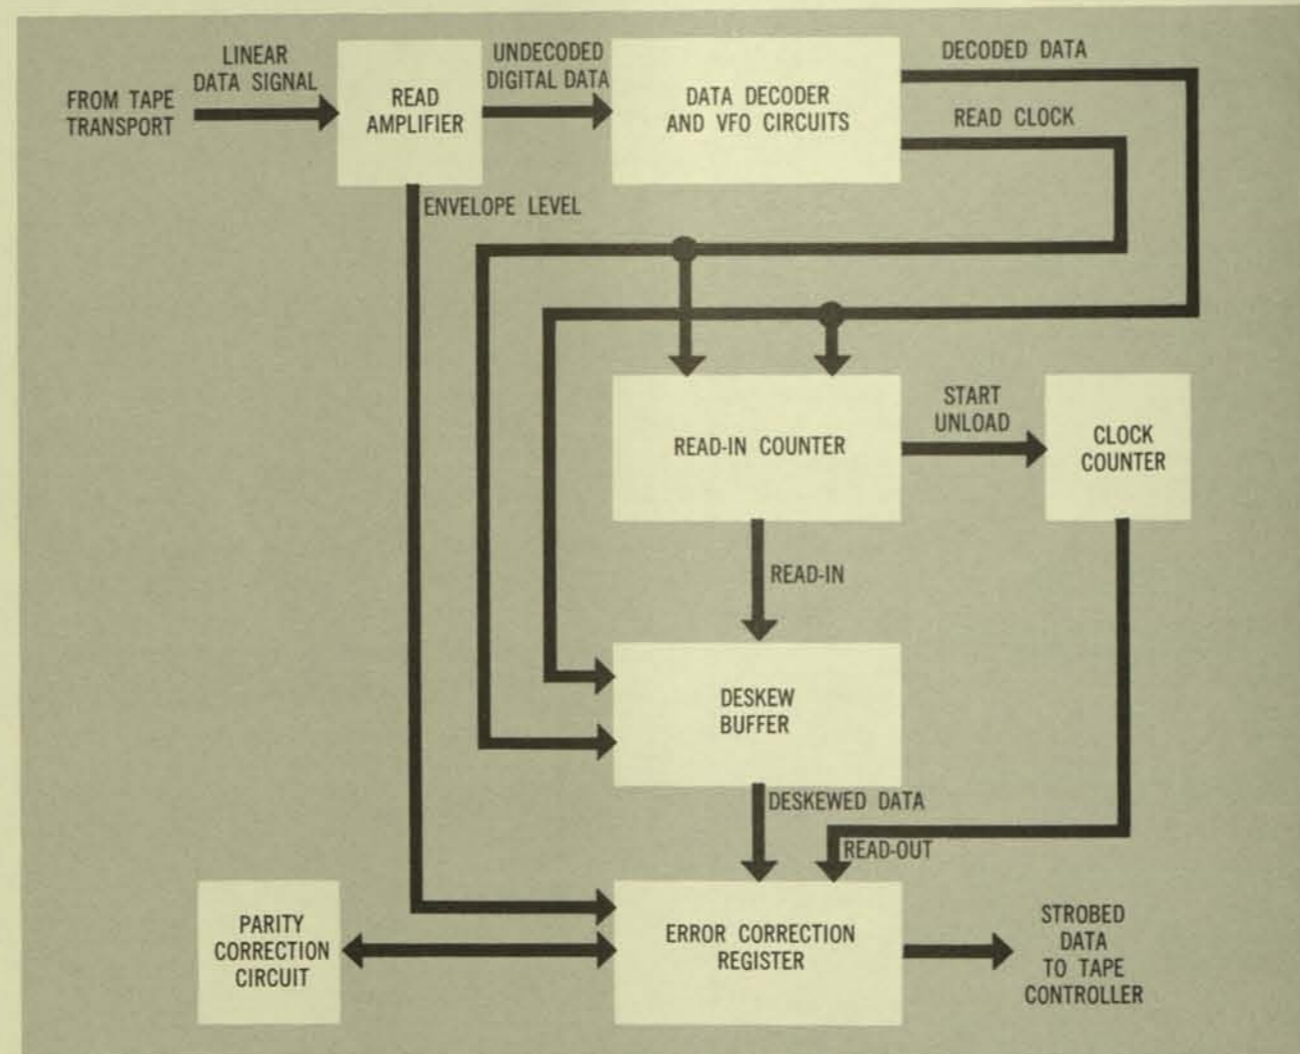 FROM TAPE
TRANSPORT
LINEAR
DATA SIGNAL
READ
AMPLIFIER
UNDECODED
DIGITAL DATA
DATA DECODER
AND VFO CIRCUITS
DECODED DATA
READ CLOCK
ENVELOPE LEVEL
READ-IN COUNTER
START
UNLOAD
CLOCK
COUNTER
READ-IN
DESKEW
BUFFER
DESKEWED DATA
READ-OUT
PARITY
CORRECTION
CIRCUIT
ERROR CORRECTION
REGISTER
STROBED
DATA
TO TAPE
CONTROLLER